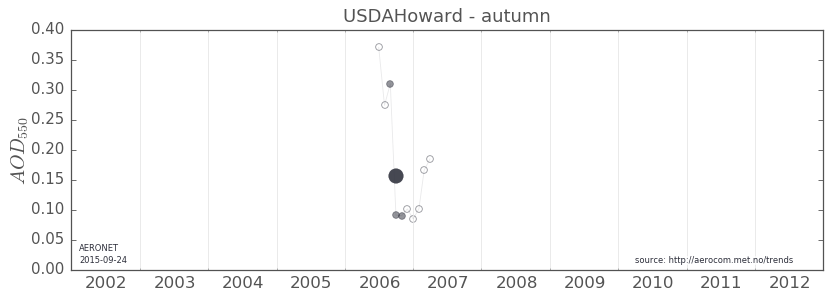 USDAHoward - autumn
0.40
0.35
0.30
0.25
0.20
0.15
0.10
0.05
0.00
AOD550
AERONET
2015-09-24
source: http://aerocom.met.no/trends
2002 2003 2004 2005 2006 2007 2008 2009 2010 2011 2012